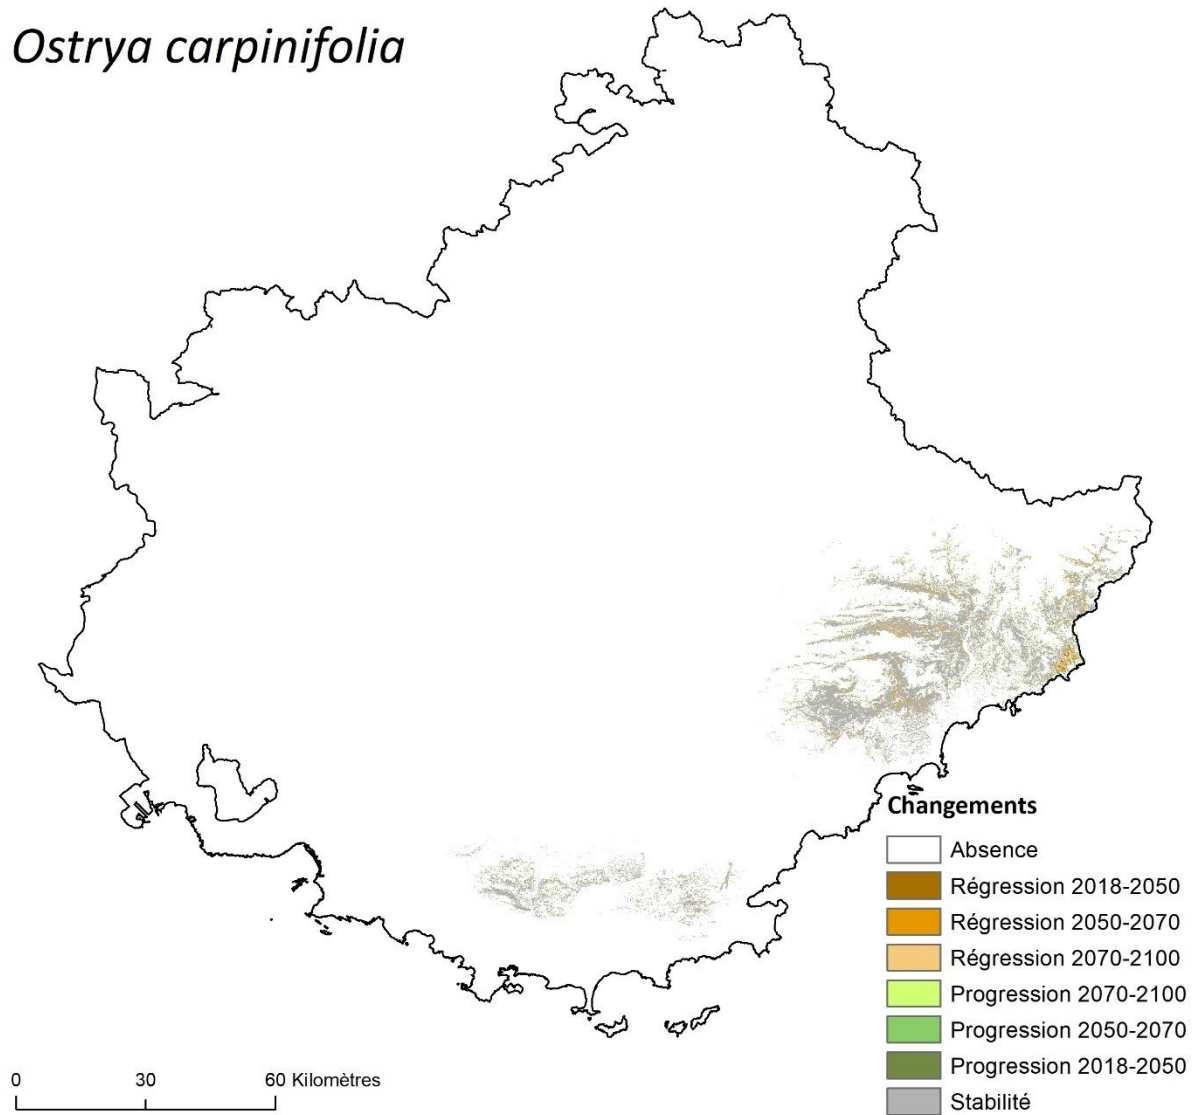 Ostrya carpinifolia
Changements
Absence
Régression 2018-2050
Régression 2050-2070
Régression 2070-2100
Progression 2070-2100
Progression 2050-2070
Progression 2018-2050
Stabilité
0 30 60 Kilomètres